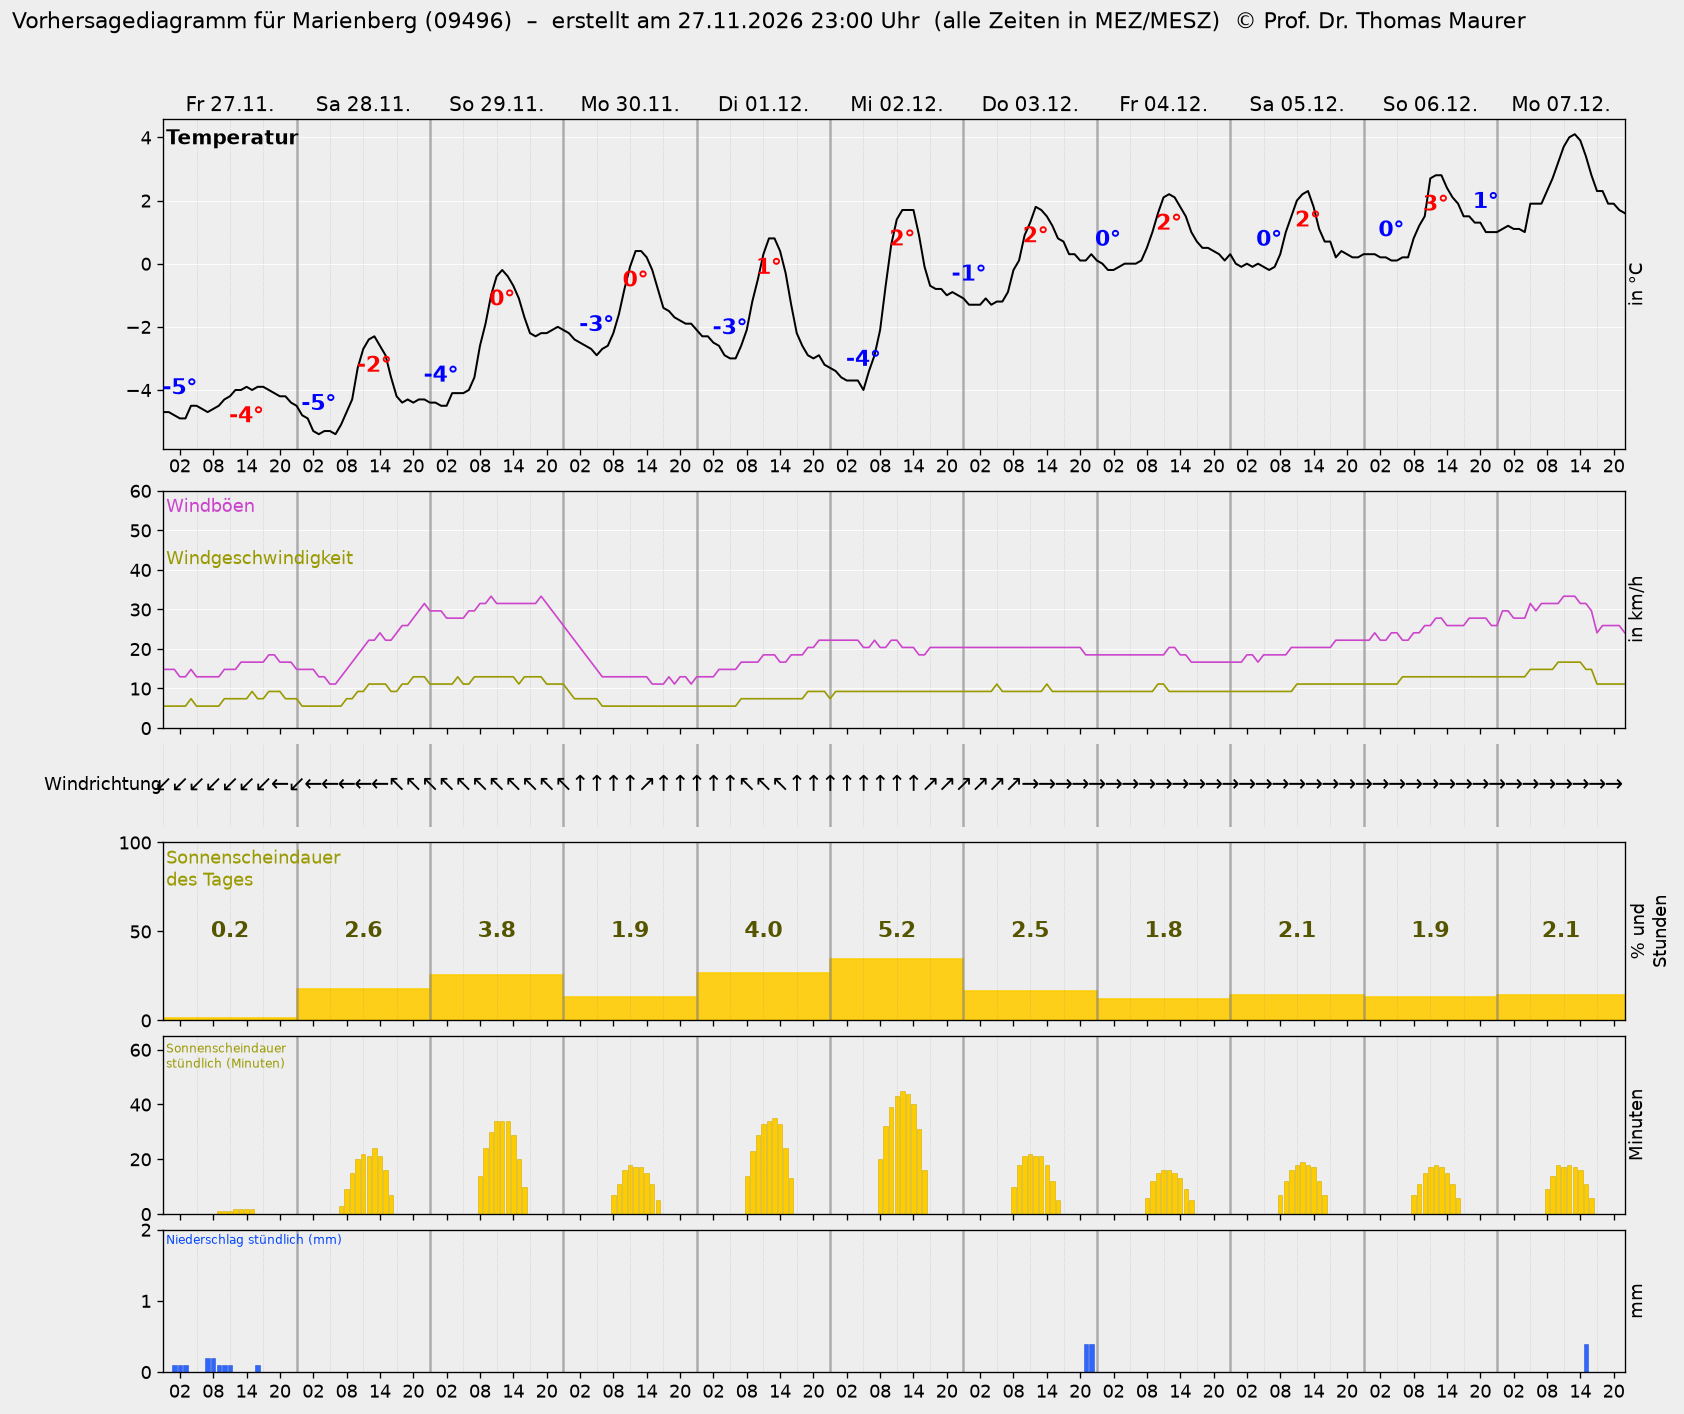 Vorhersagediagramm für Marienberg (09496)  –  erstellt am 27.11.2026 23:00 Uhr  (alle Zeiten in MEZ/MESZ)  © Prof. Dr. Thomas Maurer
Fr 27.11. Sa 28.11. So 29.11. Mo 30.11. Di 01.12. Mi 02.12. Do 03.12. Fr 04.12. Sa 05.12. So 06.12. Mo 07.12.
Temperatur
4
2
0
−2
−4
-5° -4° -5° -2° -4° 0° -3° 0° -3° 1° -4° 2° -1° 2° 0° 2° 0° 2° 0° 3° 1°
in °C
02 08 14 20 02 08 14 20 02 08 14 20 02 08 14 20 02 08 14 20 02 08 14 20 02 08 14 20 02 08 14 20 02 08 14 20 02 08 14 20 02 08 14 20
Windböen
Windgeschwindigkeit
60
50
40
30
20
10
0
in km/h
Windrichtung
Sonnenscheindauer
des Tages
100
50
0
0.2 2.6 3.8 1.9 4.0 5.2 2.5 1.8 2.1 1.9 2.1
% und
Stunden
Sonnenscheindauer
stündlich (Minuten)
60
40
20
0
Minuten
Niederschlag stündlich (mm)
2
1
0
mm
02 08 14 20 02 08 14 20 02 08 14 20 02 08 14 20 02 08 14 20 02 08 14 20 02 08 14 20 02 08 14 20 02 08 14 20 02 08 14 20 02 08 14 20